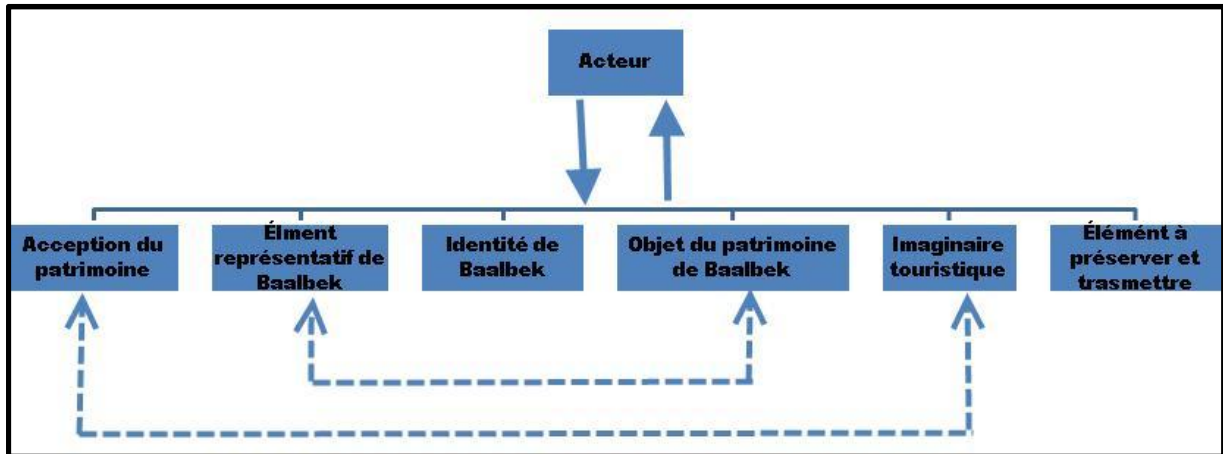 Acteur
Acception du
patrimoine
Élment
représentatif de
Baalbek
Identité de
Baalbek
Objet du patrimoine
de Baalbek
Imaginaire
touristique
Élémént à
préserver et
trasmettre